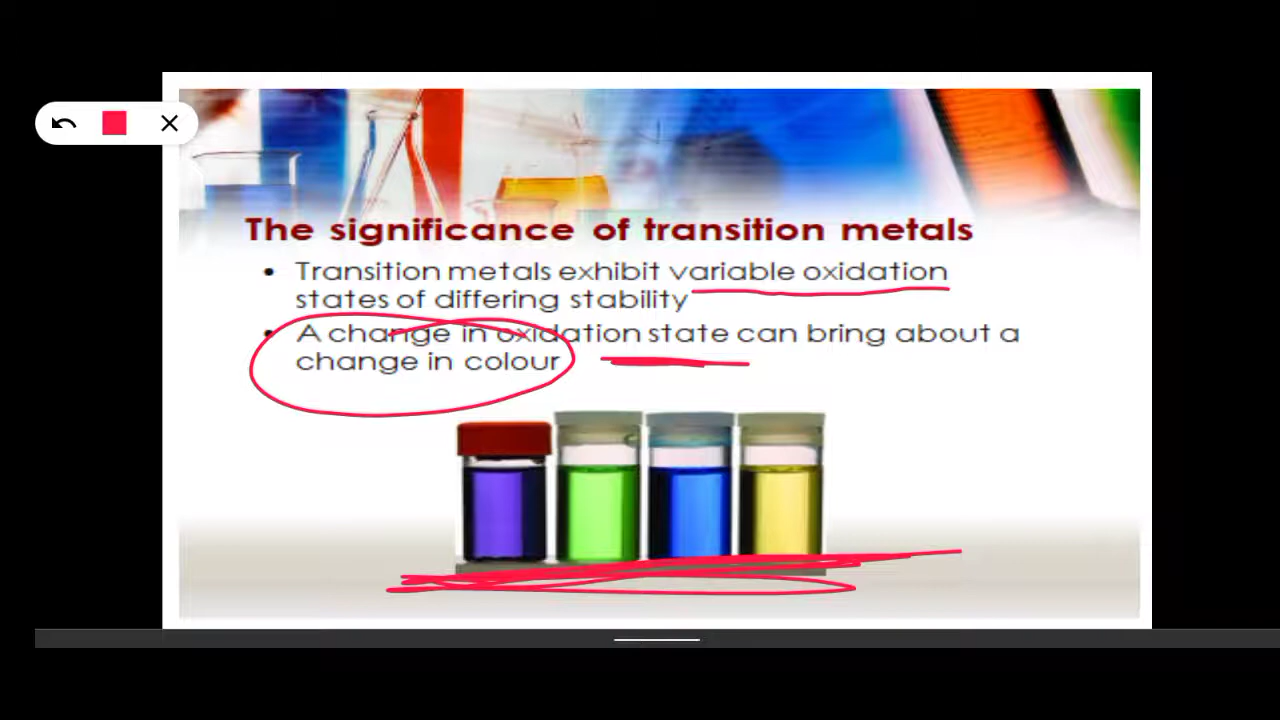 The significance of transition metals
• Transition metals exhibit variable oxidation
states of differing stability
• A change in oxidation state can bring about a
change in colour